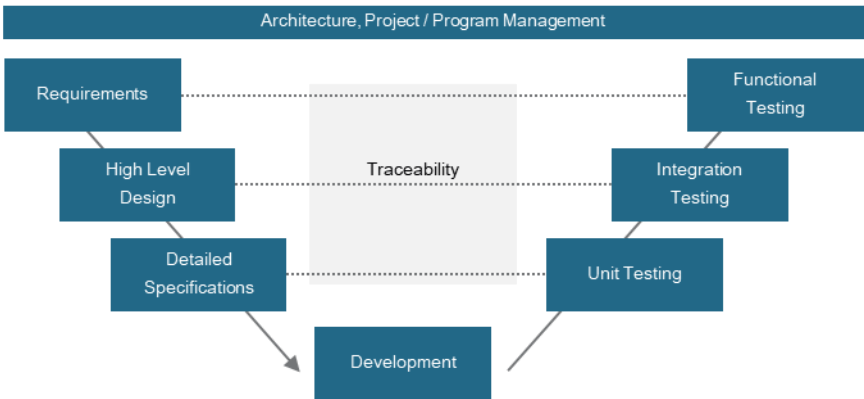 Architecture, Project / Program Management
Requirements
Functional
Testing
High Level
Design
Traceability
Integration
Testing
Detailed
Specifications
Unit Testing
Development